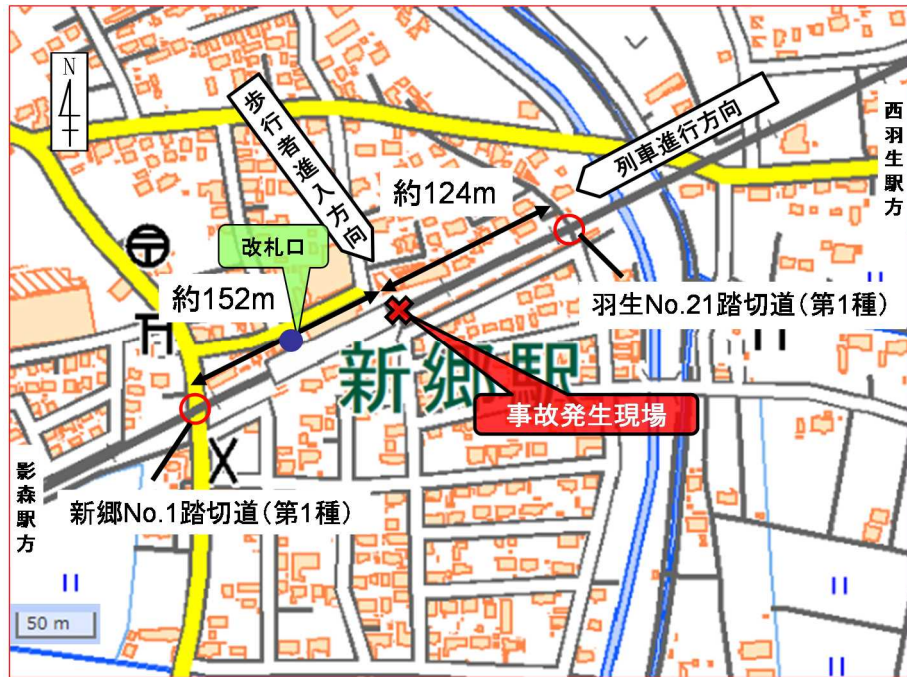 N
歩行者進入方向
列車進行方向
西羽生駅方
約124m
改札口
約152m
羽生No.21踏切道(第1種)
新郷駅
事故発生現場
影森駅方
新郷No.1踏切道(第1種)
50 m